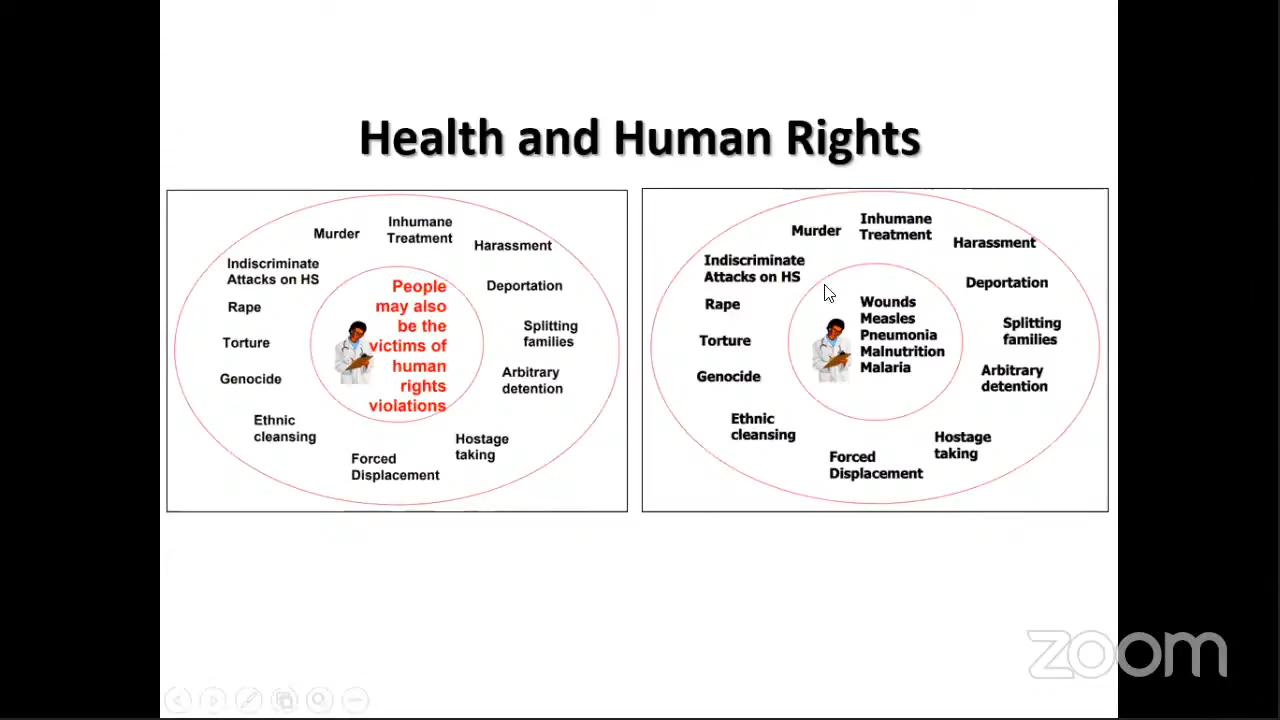 Health and Human Rights
Murder
Inhumane
Treatment
Harassment
Indiscriminate
Attacks on HS
Deportation
Rape
Splitting
families
Torture
Arbitrary
detention
Genocide
Ethnic
cleansing
Hostage
taking
Forced
Displacement
People
may also
be the
victims of
human
rights
violations
Murder
Inhumane
Treatment
Harassment
Indiscriminate
Attacks on HS
Deportation
Rape
Splitting
families
Torture
Arbitrary
detention
Genocide
Ethnic
cleansing
Hostage
taking
Forced
Displacement
Wounds
Measles
Pneumonia
Malnutrition
Malaria
zoom